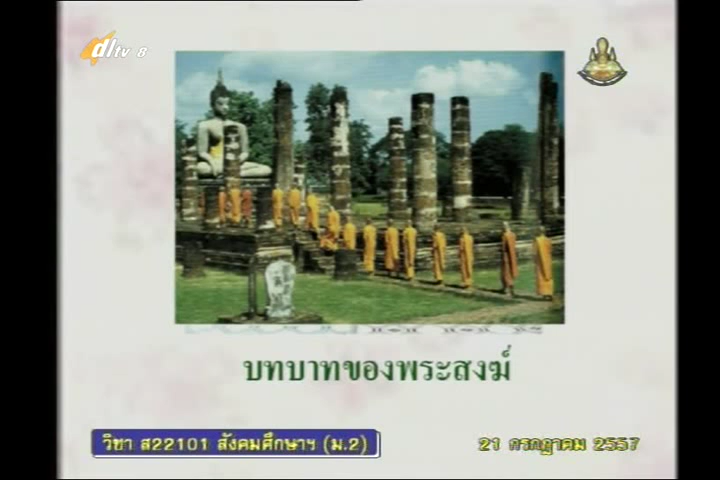 dltv 8
บทบาทของพระสงฆ์
วิชา ส22101 สังคมศึกษาฯ (ม.2)
21 กรกฎาคม 2557